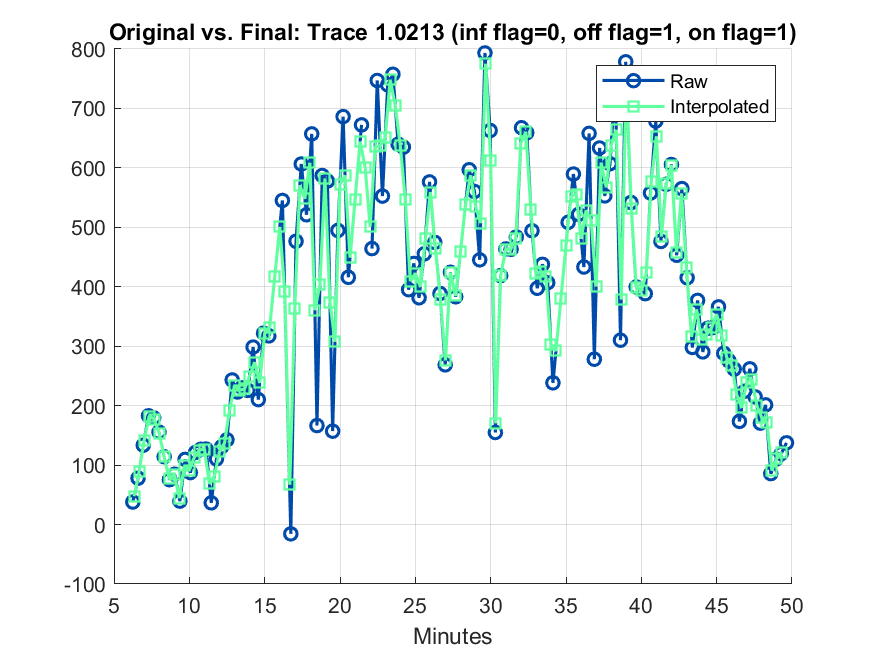 Original vs. Final: Trace 1.0213 (inf flag=0, off flag=1, on flag=1)
800
700
600
500
400
300
200
100
0
-100
Raw
Interpolated
5 10 15 20 25 30 35 40 45 50
Minutes